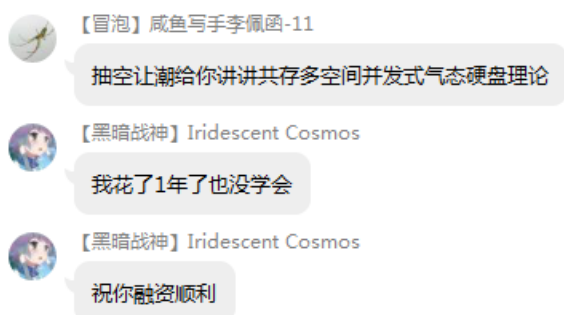 【冒泡】咸鱼写手李佩函-11
抽空让潮给你讲讲共存多空间并发式气态硬盘理论
【黑暗战神】Iridescent Cosmos
我花了1年了也没学会
【黑暗战神】Iridescent Cosmos
祝你融资顺利